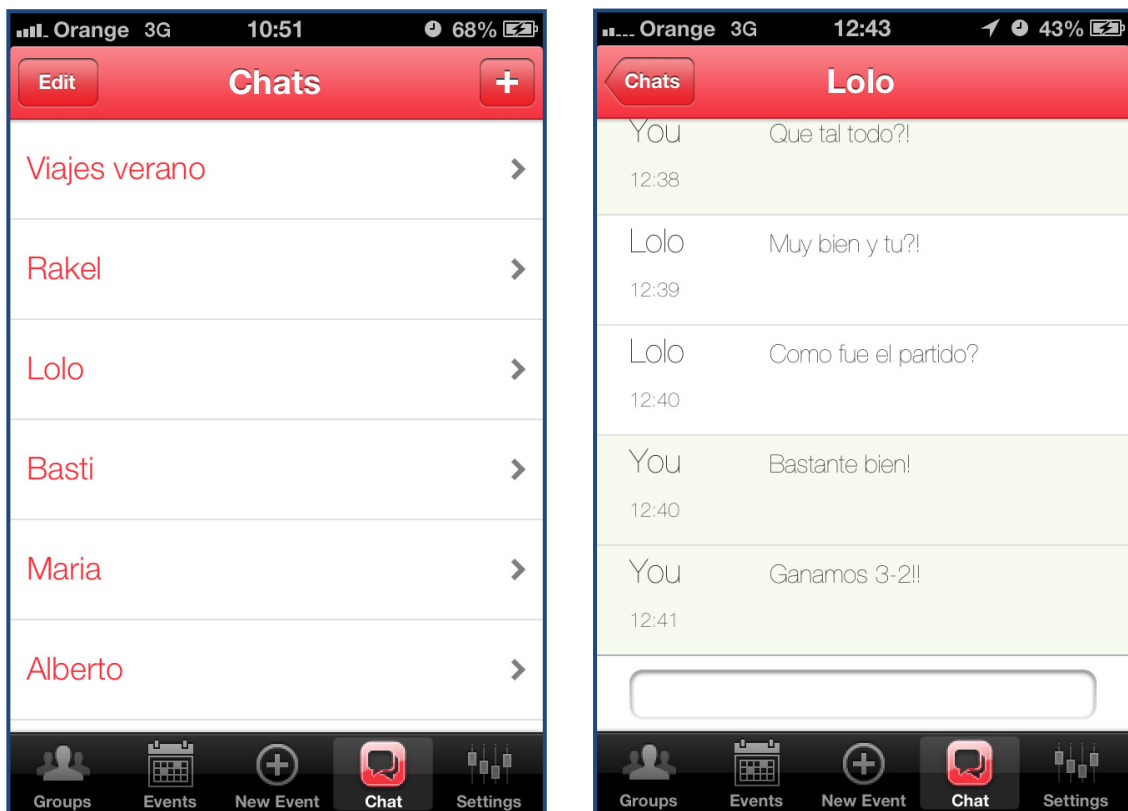 Orange 3G 10:51 68%
Edit Chats +
Viajes verano
Rakel
Lolo
Basti
Maria
Alberto
Groups Events New Event Chat Settings
Orange 3G 12:43 43%
Chats Lolo
You Que tal todo?!
12:38
Lolo Muy bien y tu?!
12:39
Lolo Como fue el partido?
12:40
You Bastante bien!
12:40
You Ganamos 3-2!!
12:41
Groups Events New Event Chat Settings